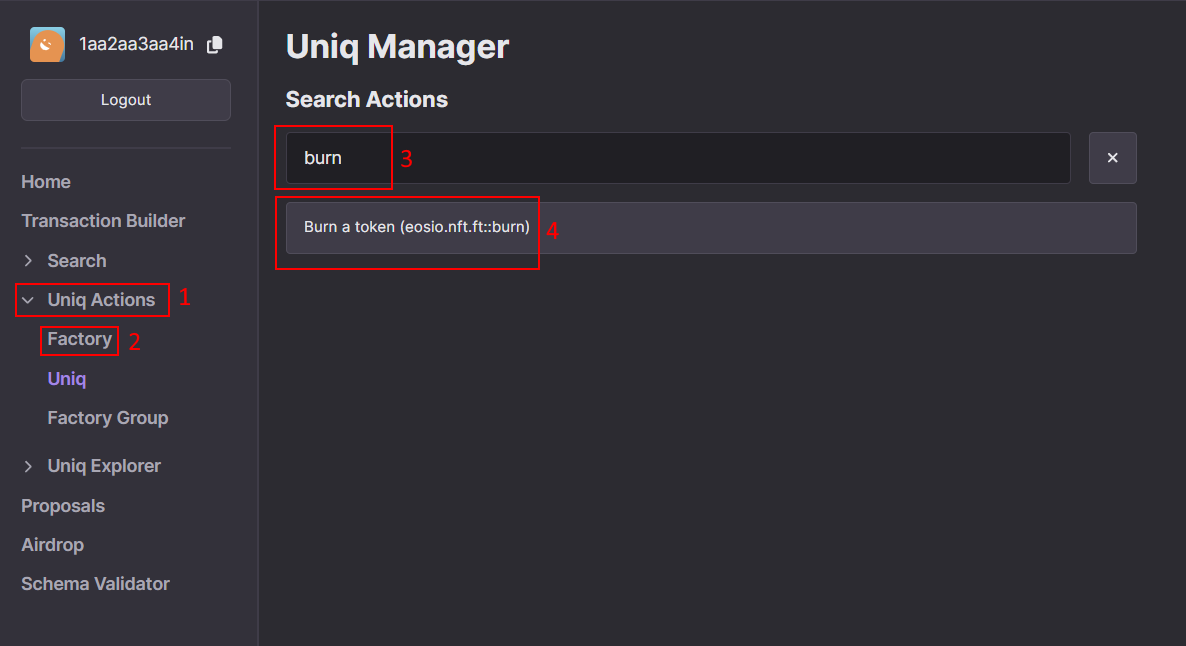 1aa2aa3aa4in
Logout
Home
Transaction Builder
Search
Uniq Actions 1
Factory 2
Uniq
Factory Group
Uniq Explorer
Proposals
Airdrop
Schema Validator
Uniq Manager
Search Actions
burn 3
Burn a token (eosio.nft.ft::burn) 4